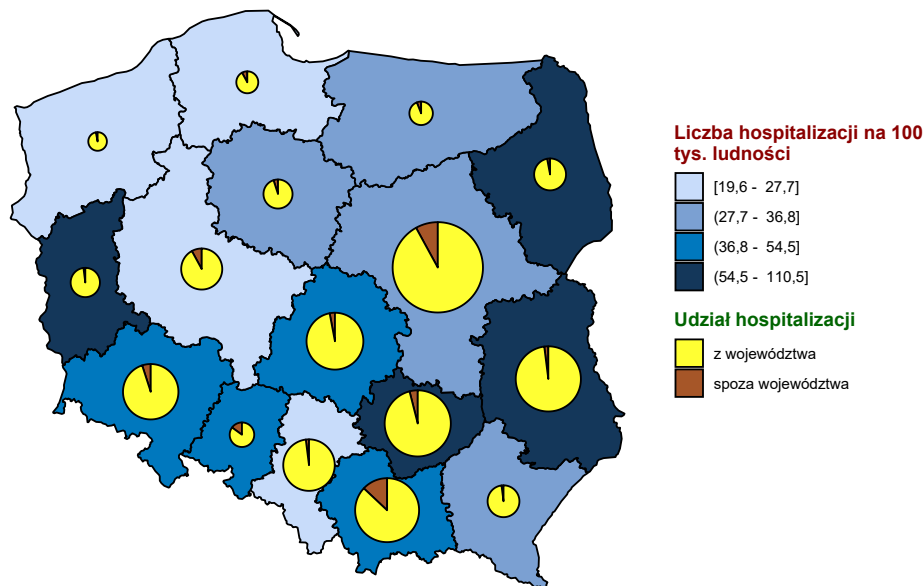 Liczba hospitalizacji na 100
tys. ludności
[19,6 - 27,7]
(27,7 - 36,8]
(36,8 - 54,5]
(54,5 - 110,5]
Udział hospitalizacji
z województwa
spoza województwa